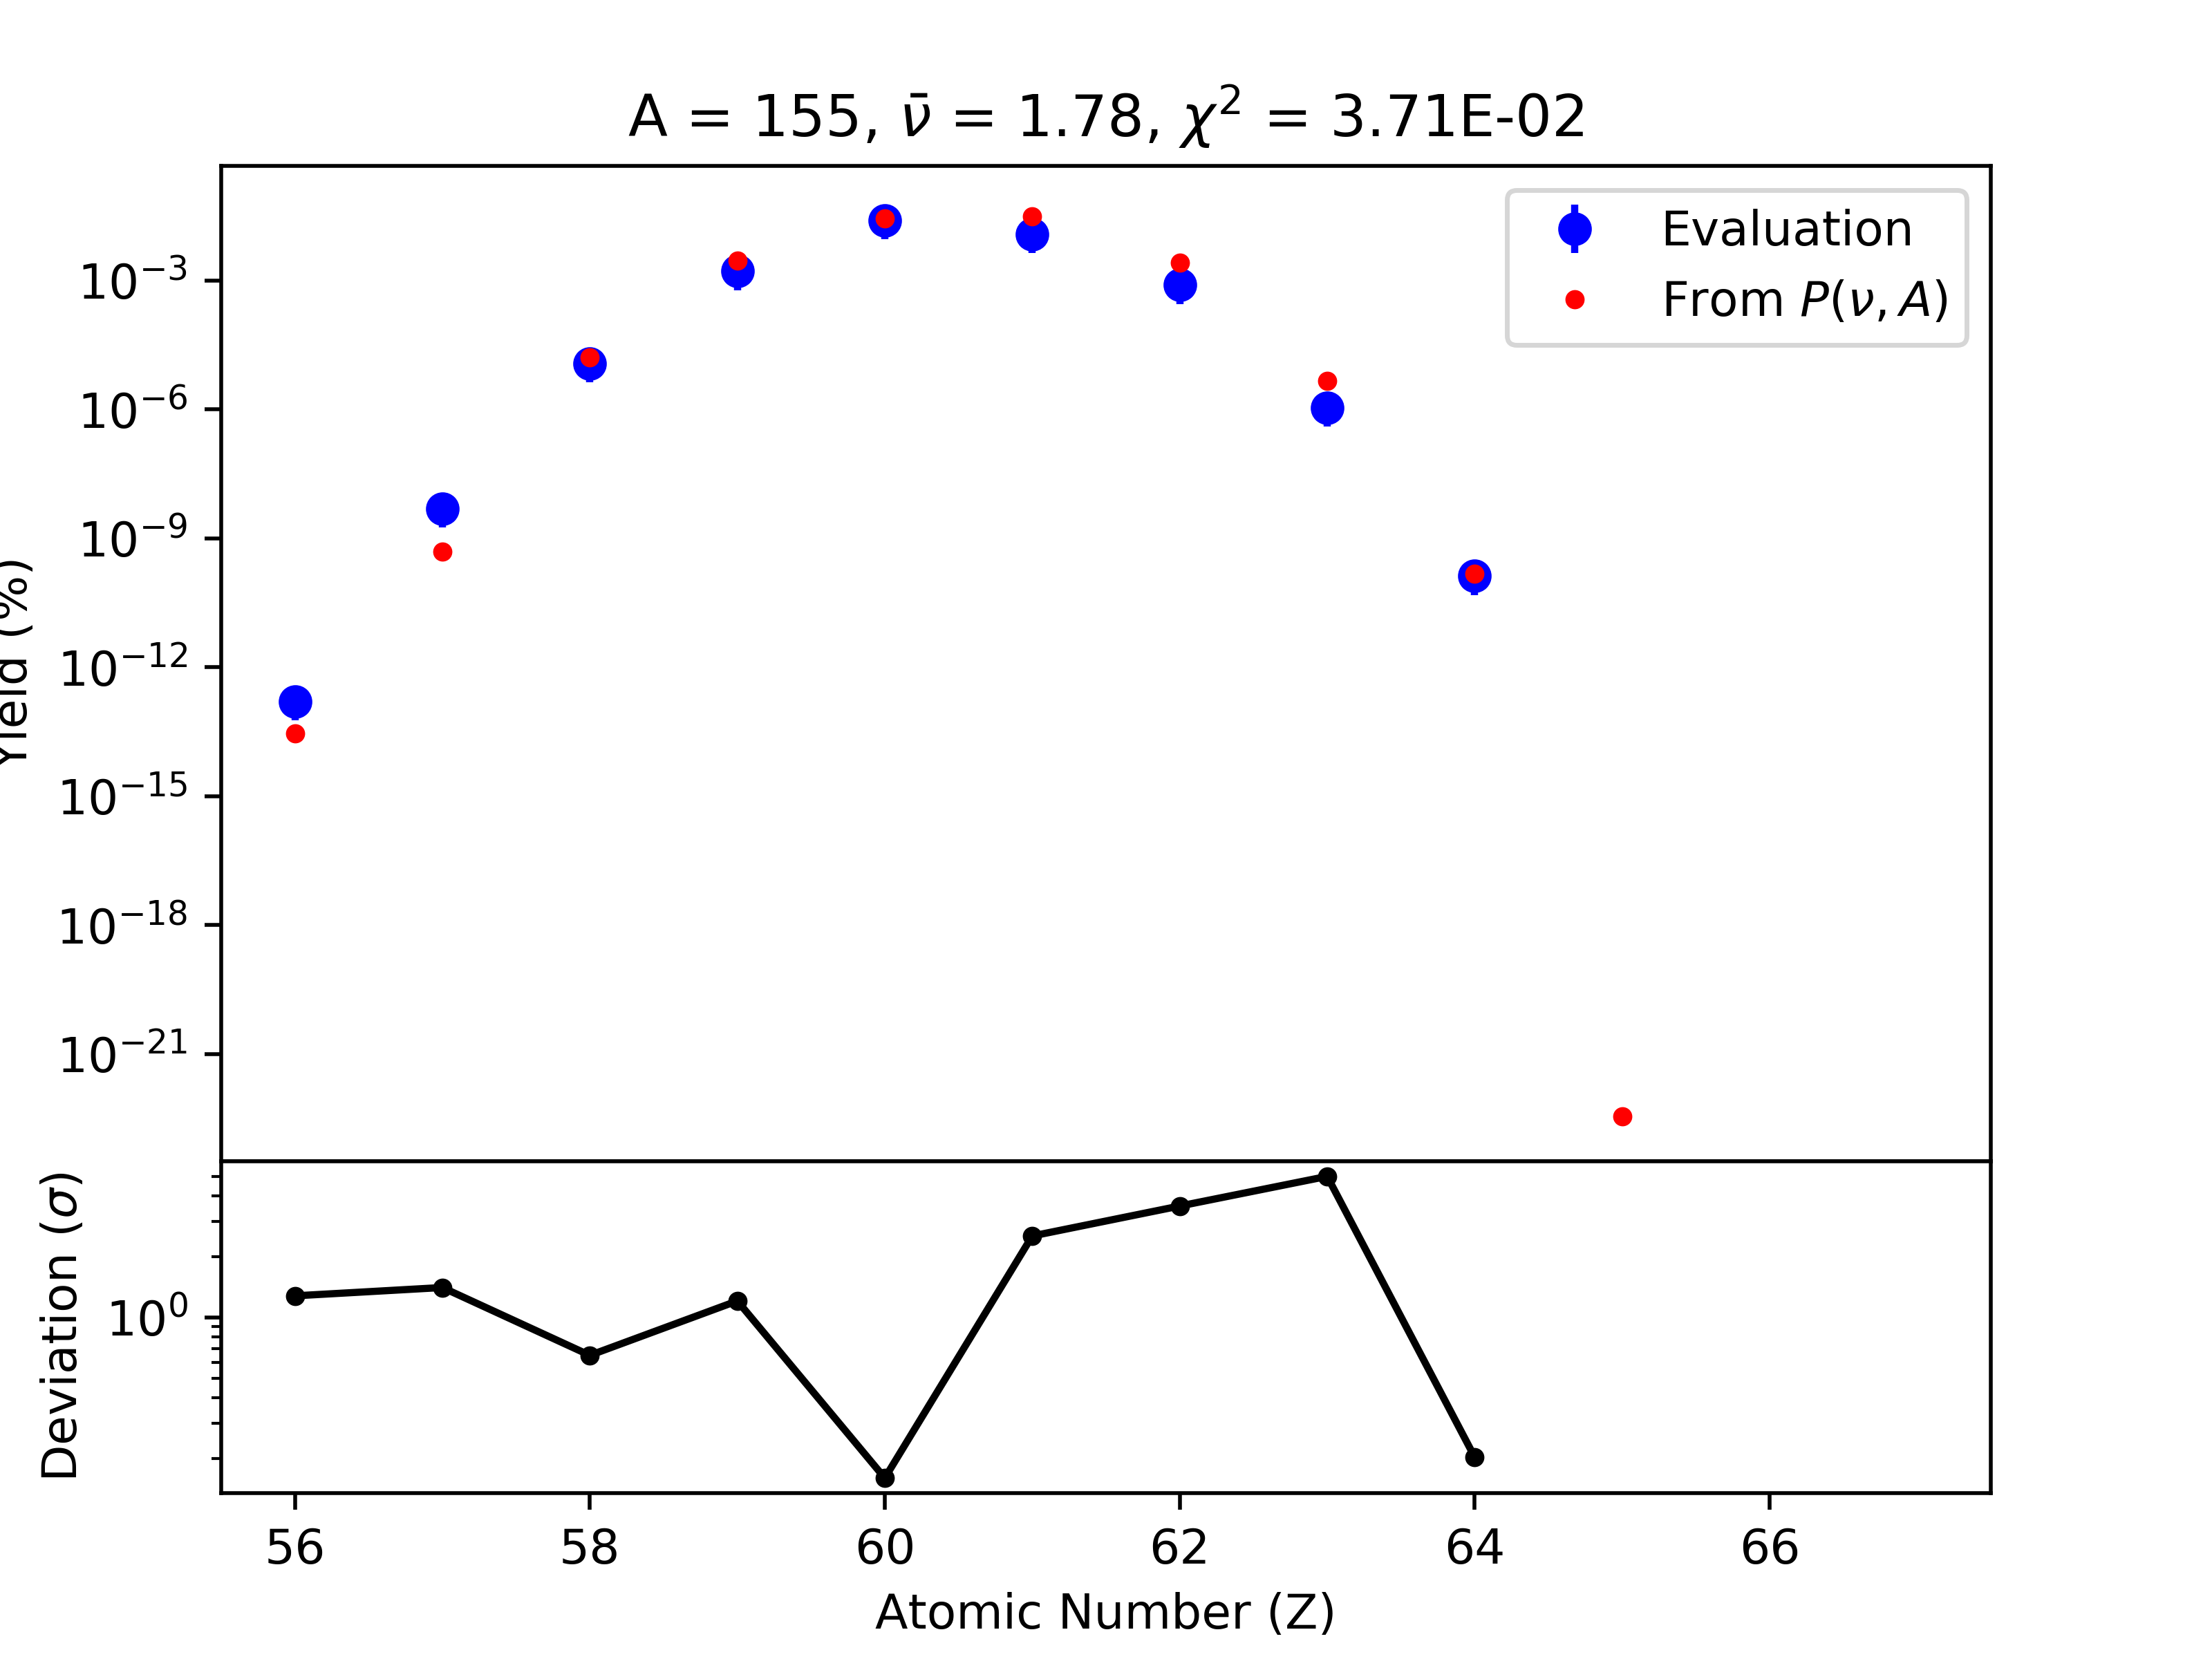 A = 155, ν̄ = 1.78, χ² = 3.71E-02
Evaluation
From P(ν, A)
10⁻³
10⁻⁶
10⁻⁹
10⁻¹²
10⁻¹⁵
10⁻¹⁸
10⁻²¹
Yield (%)
10⁰
Deviation (σ)
56 58 60 62 64 66
Atomic Number (Z)